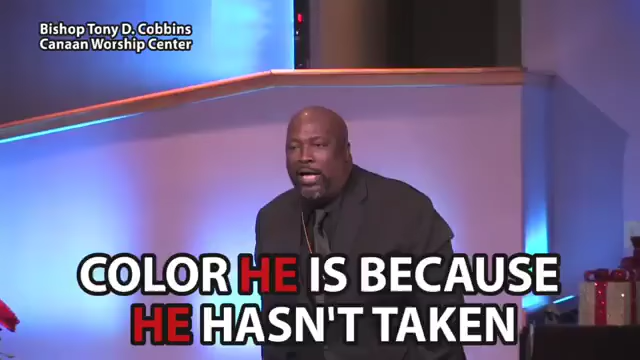 Bishop Tony D. Cobbins
Canaan Worship Center
COLOR HE IS BECAUSE
HE HASN'T TAKEN